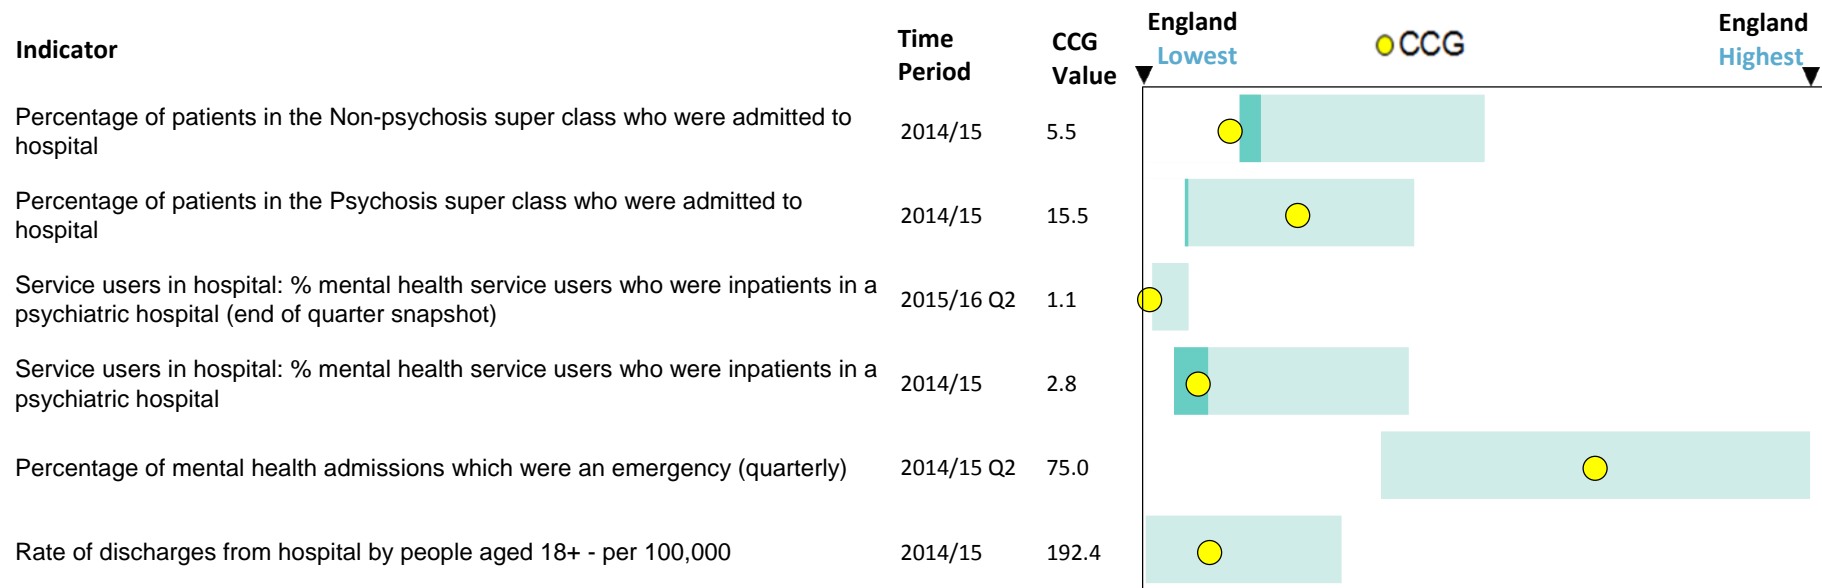 Indicator
Time
Period
CCG
Value
England
Lowest
CCG
England
Highest
Percentage of patients in the Non-psychosis super class who were admitted to
hospital
2014/15
5.5
Percentage of patients in the Psychosis super class who were admitted to
hospital
2014/15
15.5
Service users in hospital: % mental health service users who were inpatients in a
psychiatric hospital (end of quarter snapshot)
2015/16 Q2
1.1
Service users in hospital: % mental health service users who were inpatients in a
psychiatric hospital
2014/15
2.8
Percentage of mental health admissions which were an emergency (quarterly)
2014/15 Q2
75.0
Rate of discharges from hospital by people aged 18+ - per 100,000
2014/15
192.4